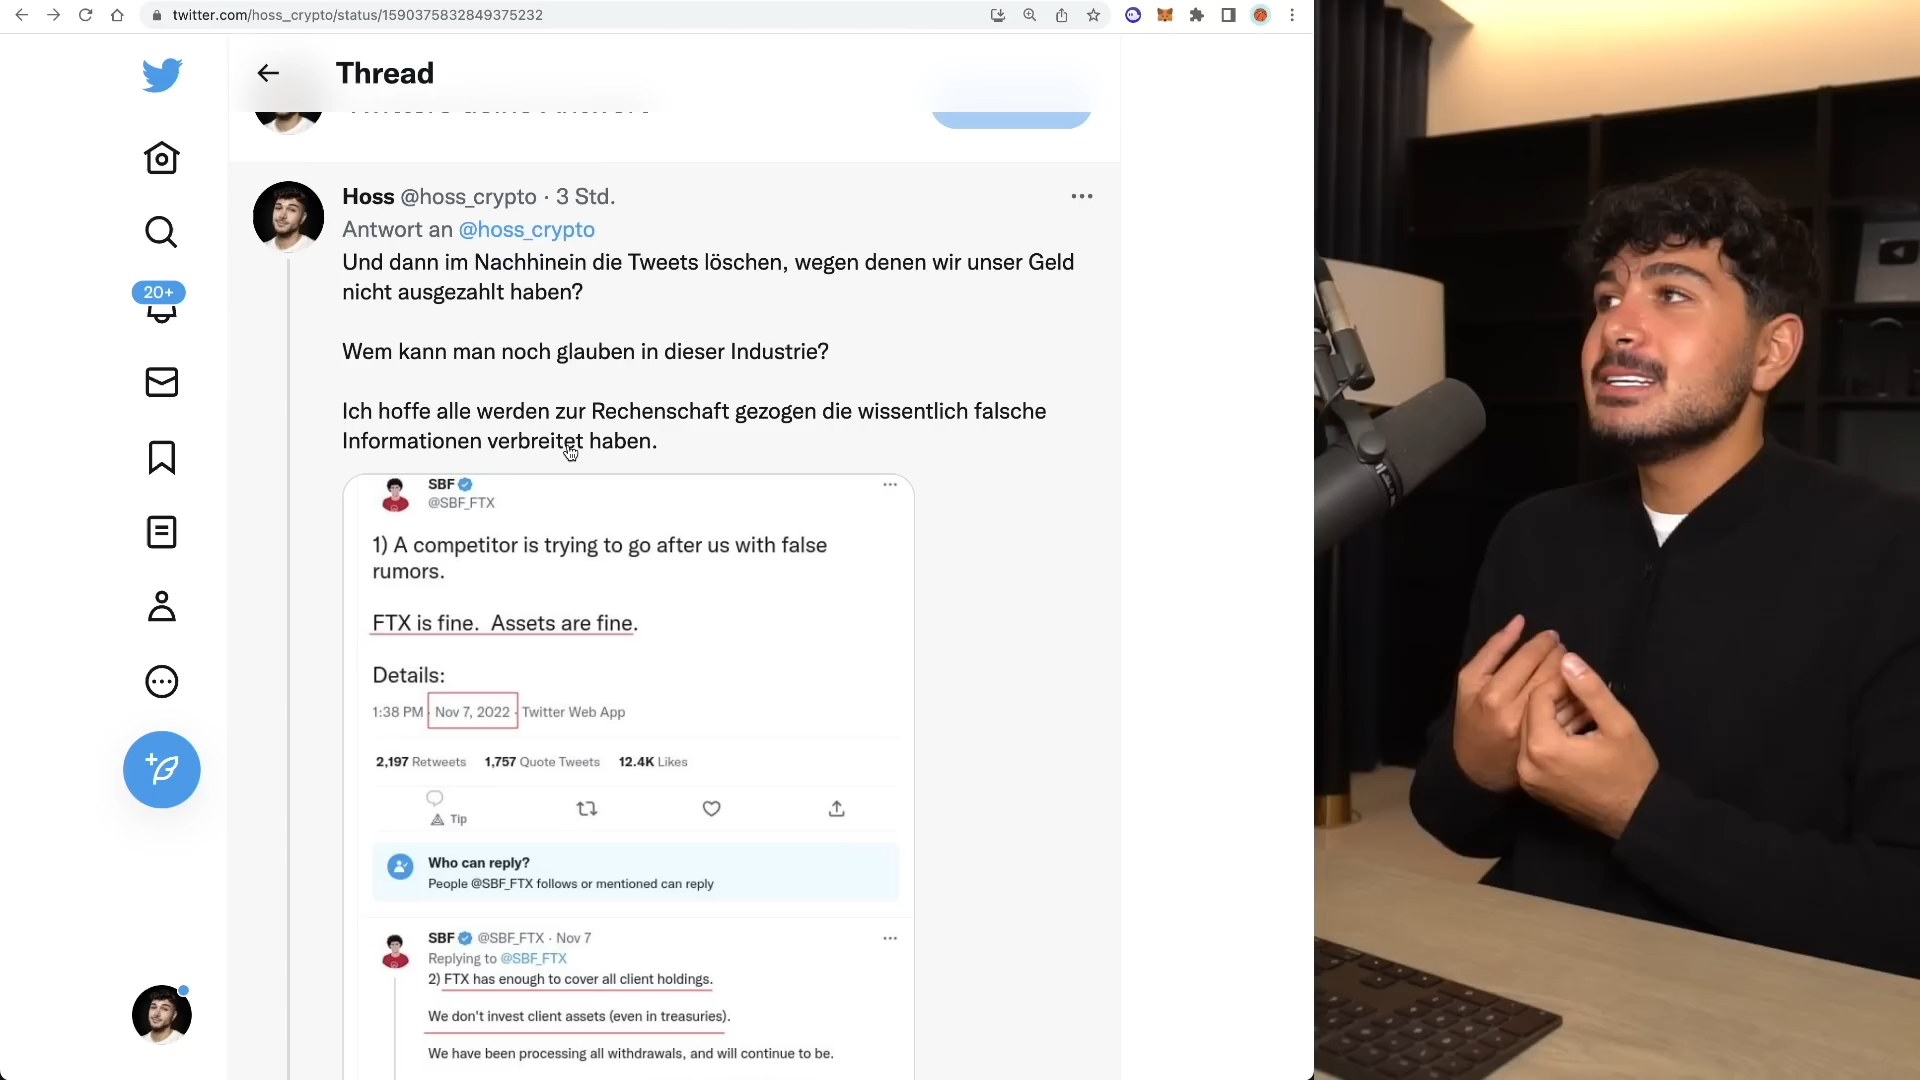 twitter.com/hoss_crypto/status/1590375832849375232
Thread
20+
Hoss @hoss_crypto · 3 Std.
Antwort an @hoss_crypto
Und dann im Nachhinein die Tweets löschen, wegen denen wir unser Geld
nicht ausgezahlt haben?
Wem kann man noch glauben in dieser Industrie?
Ich hoffe alle werden zur Rechenschaft gezogen die wissentlich falsche
Informationen verbreitet haben.
SBF
@SBF_FTX
1) A competitor is trying to go after us with false
rumors.
FTX is fine. Assets are fine.
Details:
1:38 PM · Nov 7, 2022 · Twitter Web App
2,197 Retweets 1,757 Quote Tweets 12.4K Likes
Tip
Who can reply?
People @SBF_FTX follows or mentioned can reply
SBF @SBF_FTX · Nov 7
Replying to @SBF_FTX
2) FTX has enough to cover all client holdings.
We don't invest client assets (even in treasuries).
We have been processing all withdrawals, and will continue to be.